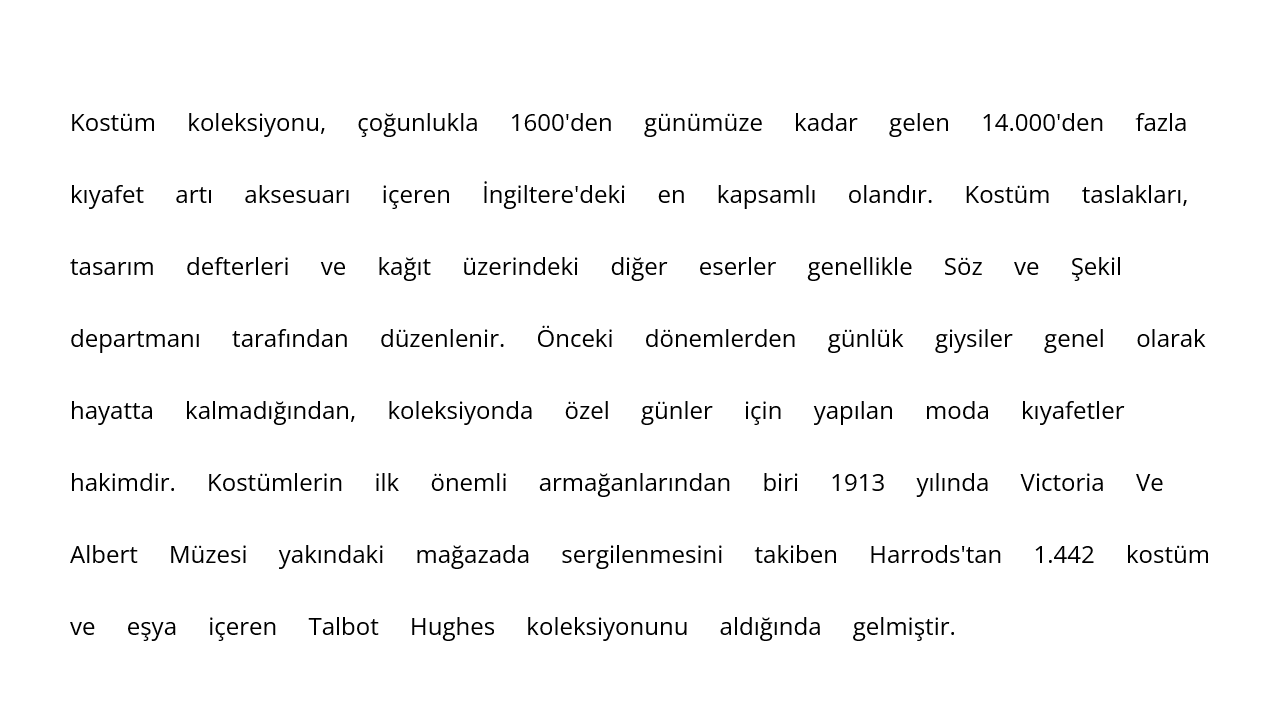 Kostüm koleksiyonu, çoğunlukla 1600'den günümüze kadar gelen 14.000'den fazla
kıyafet artı aksesuarı içeren İngiltere'deki en kapsamlı olandır. Kostüm taslakları,
tasarım defterleri ve kağıt üzerindeki diğer eserler genellikle Söz ve Şekil
departmanı tarafından düzenlenir. Önceki dönemlerden günlük giysiler genel olarak
hayatta kalmadığından, koleksiyonda özel günler için yapılan moda kıyafetler
hakimdir. Kostümlerin ilk önemli armağanlarından biri 1913 yılında Victoria Ve
Albert Müzesi yakındaki mağazada sergilenmesini takiben Harrods'tan 1.442 kostüm
ve eşya içeren Talbot Hughes koleksiyonunu aldığında gelmiştir.